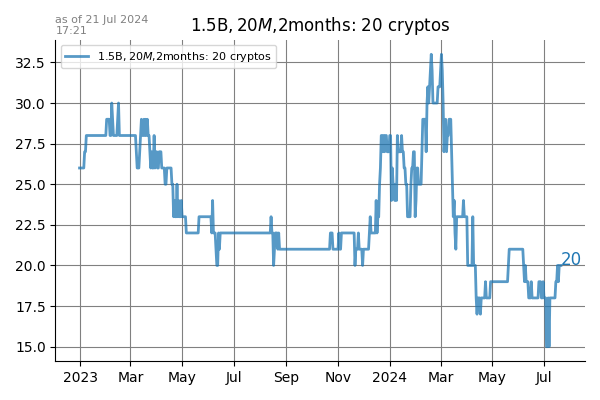 as of 21 Jul 2024
17:21
1.5B, 20M,2months: 20 cryptos
1.5B, 20M,2months: 20 cryptos
32.5
30.0
27.5
25.0
22.5
20.0
17.5
15.0
20
2023 Mar May Jul Sep Nov 2024 Mar May Jul